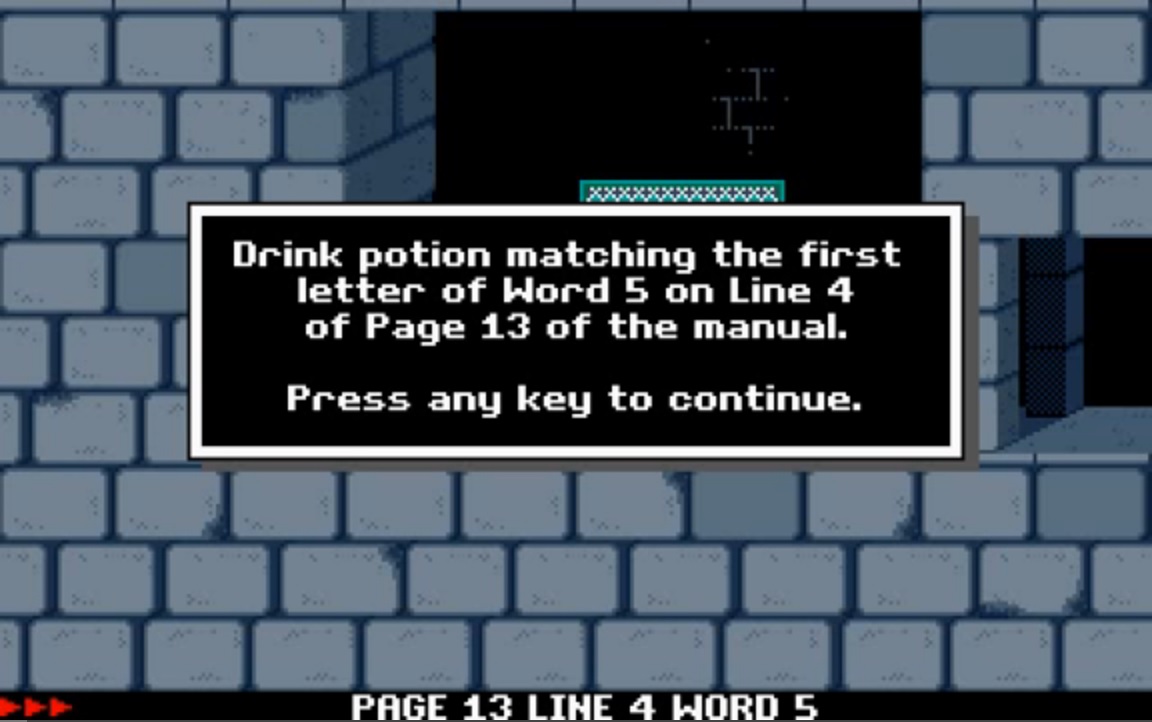 Drink potion matching the first
letter of Word 5 on Line 4
of Page 13 of the manual.
Press any key to continue.
PAGE 13 LINE 4 WORD 5